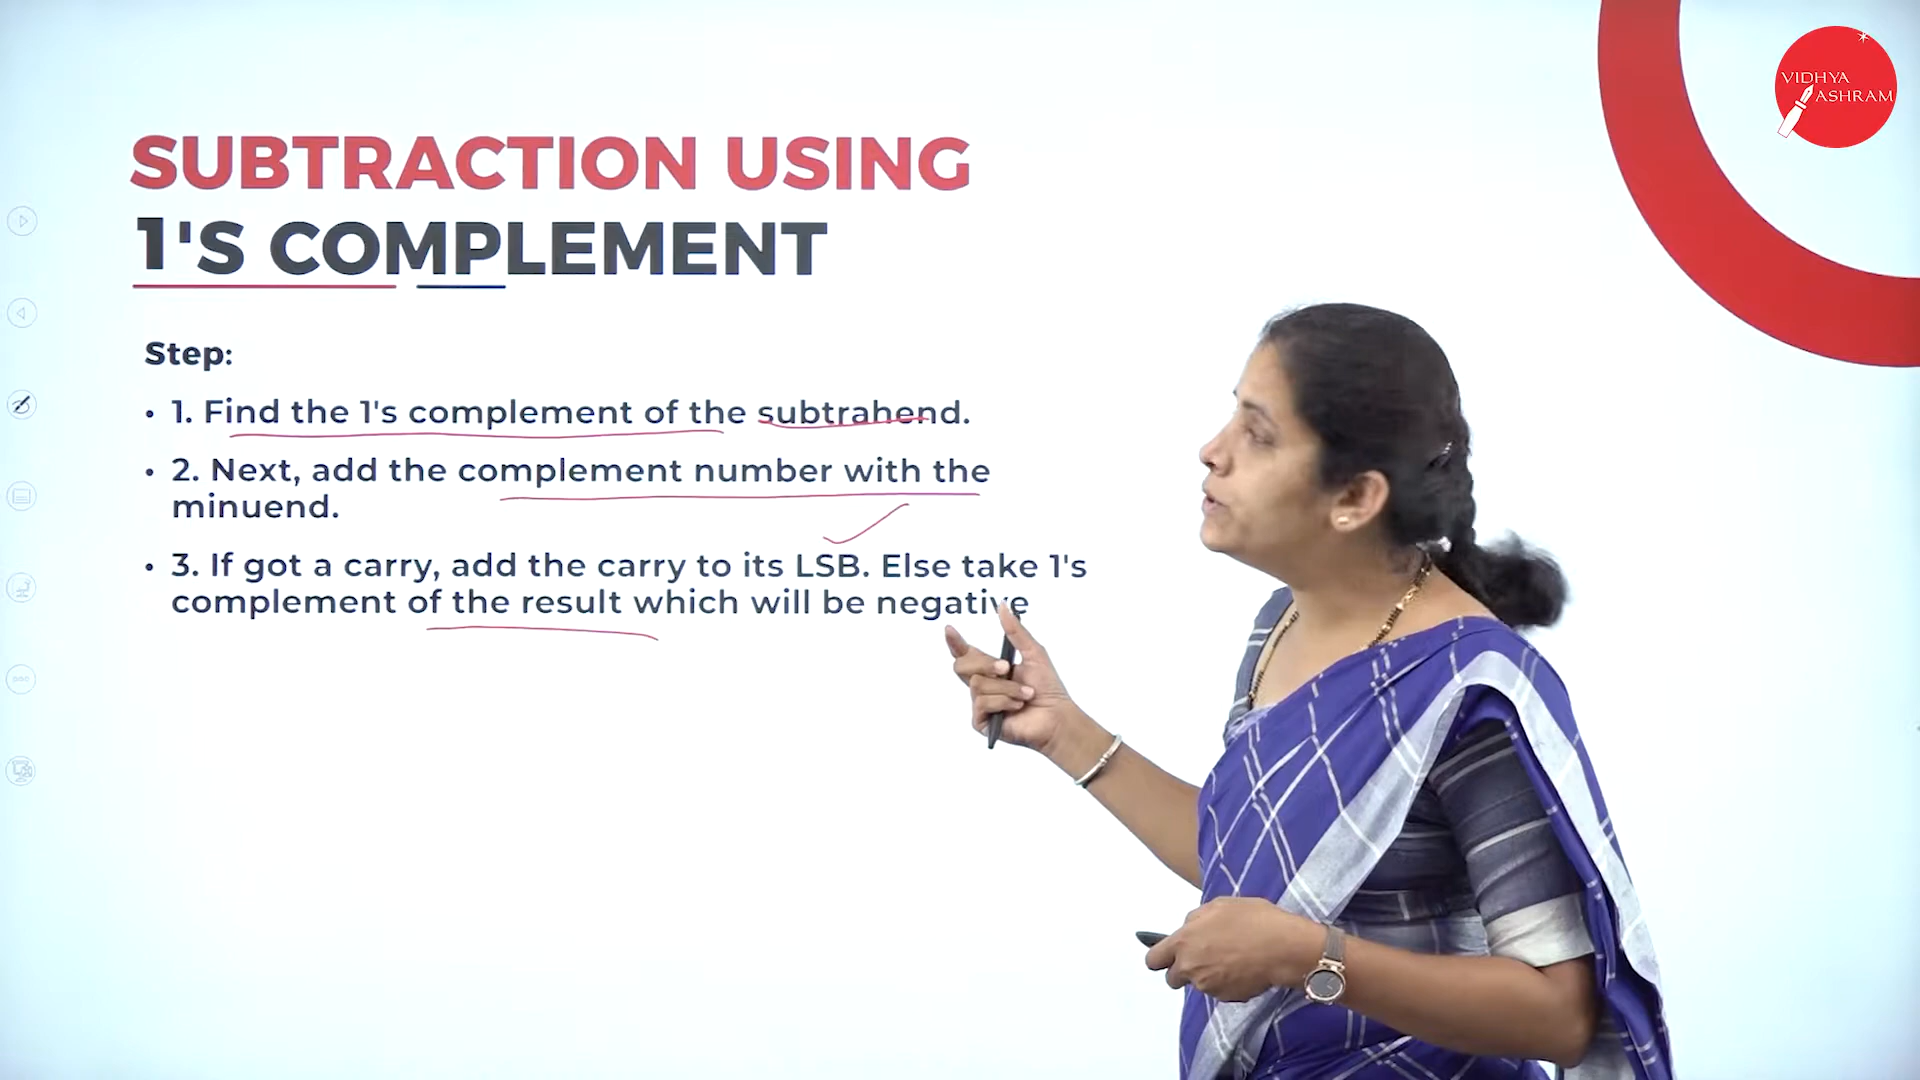 VIDHYA
ASHRAM
SUBTRACTION USING
1'S COMPLEMENT
Step:
• 1. Find the 1's complement of the subtrahend.
• 2. Next, add the complement number with the
minuend.
• 3. If got a carry, add the carry to its LSB. Else take 1's
complement of the result which will be negative